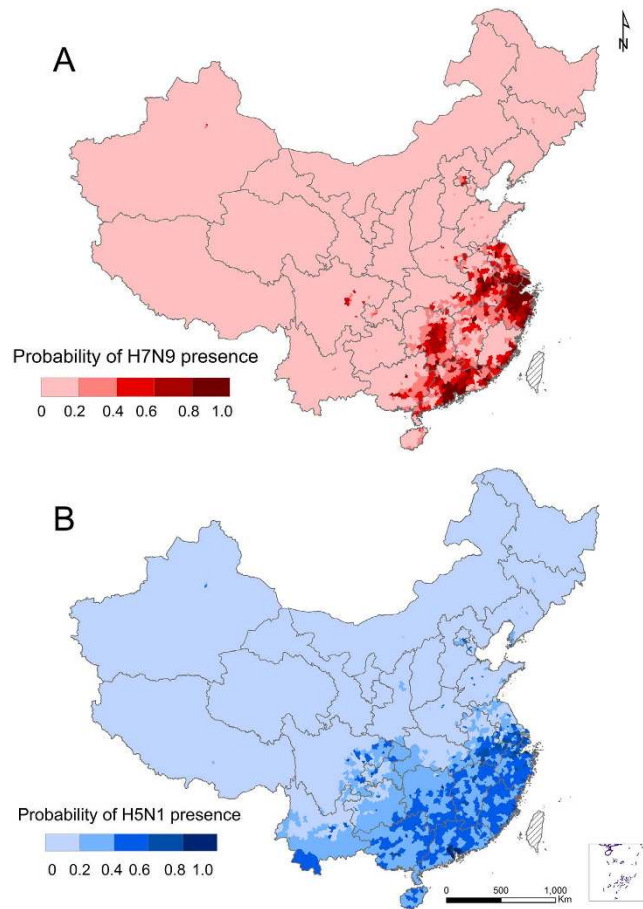 A
N
Probability of H7N9 presence
0 0.2 0.4 0.6 0.8 1.0
B
Probability of H5N1 presence
0 0.2 0.4 0.6 0.8 1.0
0 500 1,000
Km